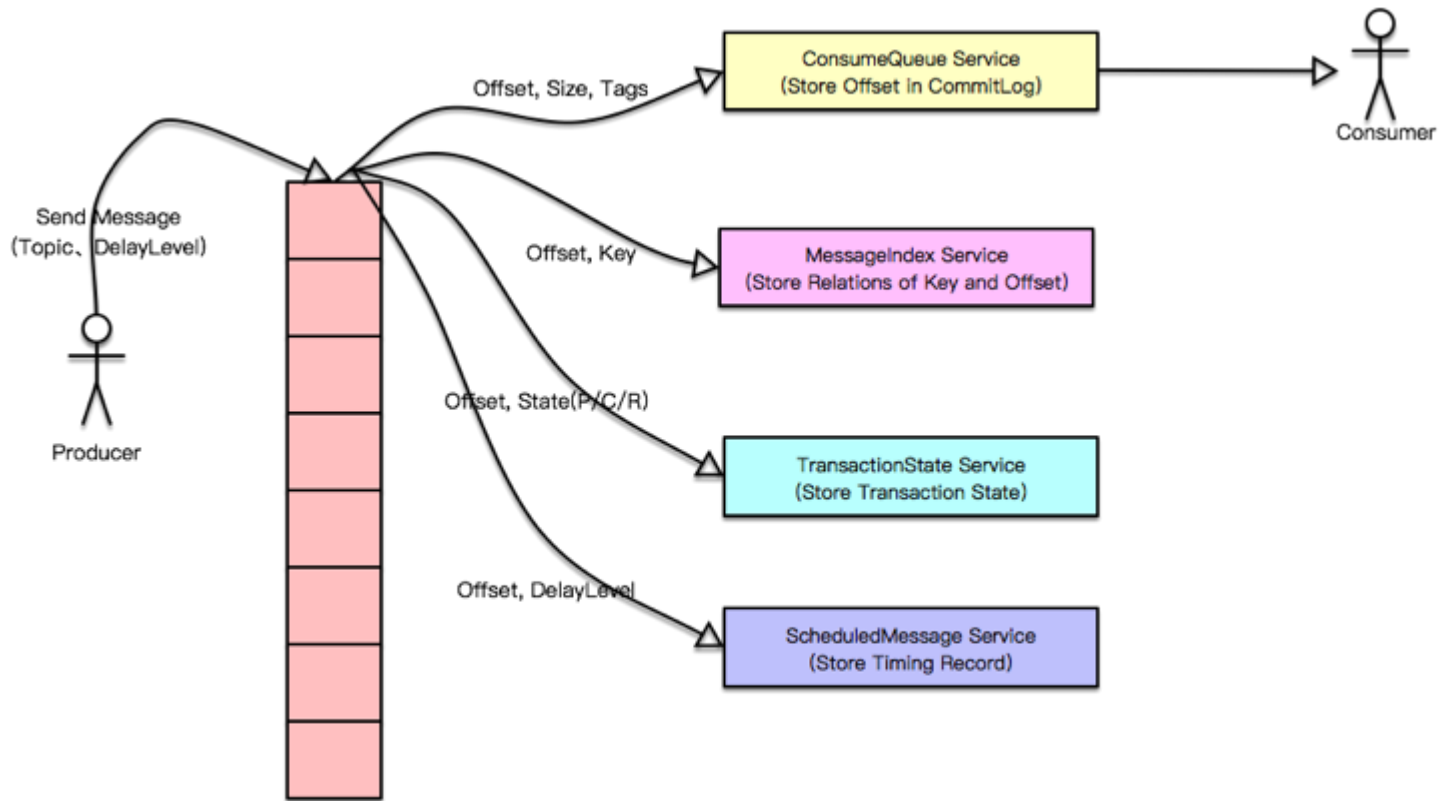 ConsumeQueue Service
(Store Offset in CommitLog)
Offset, Size, Tags
Consumer
Send Message
(Topic、DelayLevel)
Offset, Key
MessageIndex Service
(Store Relations of Key and Offset)
Offset, State(P/C/R)
Producer
TransactionState Service
(Store Transaction State)
Offset, DelayLevel
ScheduledMessage Service
(Store Timing Record)